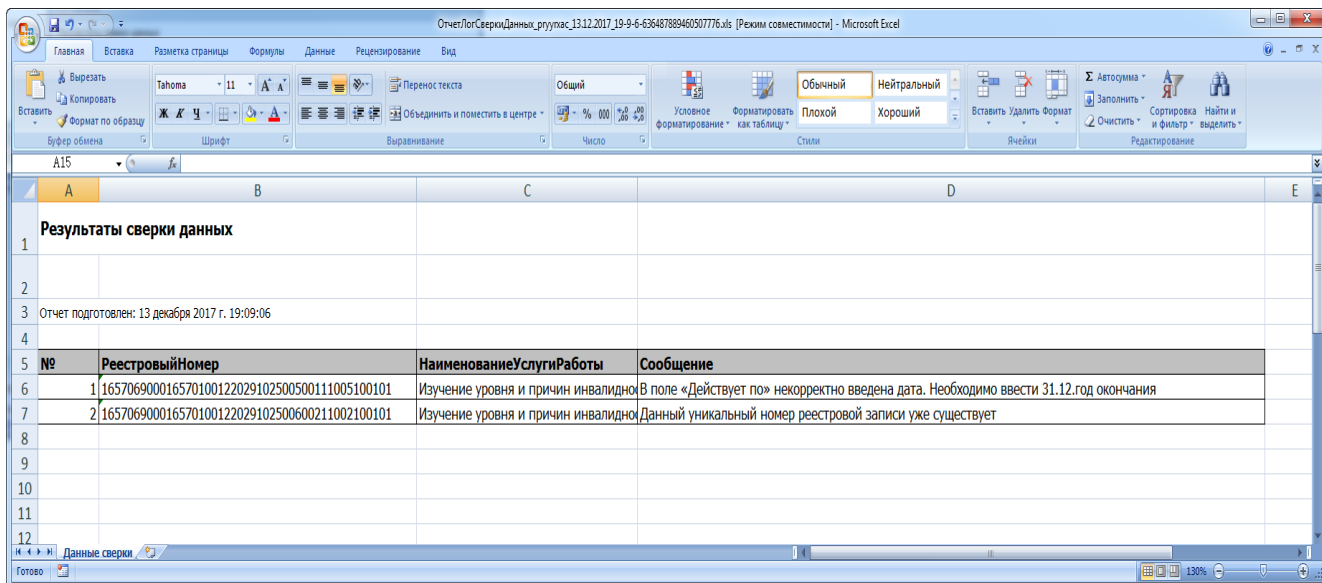 ОтчетЛогСверкиДанных_pryyrxac_13.12.2017_19-9-6-636487889460507776.xls [Режим совместимости] - Microsoft Excel
Главная Вставка Разметка страницы Формулы Данные Рецензирование Вид
Вставить
Вырезать
Копировать
Формат по образцу
Буфер обмена
Tahoma 11
Ж К Ч
Шрифт
Перенос текста
Объединить и поместить в центре
Выравнивание
Общий
% 000
Число
Условное форматирование
Форматировать как таблицу
Обычный Нейтральный
Плохой Хороший
Стили
Вставить Удалить Формат
Ячейки
Σ Автосумма
Заполнить
Очистить
Сортировка и фильтр
Найти и выделить
Редактирование
A15 fx
A B C D E
1 Результаты сверки данных
2
3 Отчет подготовлен: 13 декабря 2017 г. 19:09:06
4
5 № РеестровыйНомер НаименованиеУслугиРаботы Сообщение
6 1 16570690001657010012202910250050011100510​0101 Изучение уровня и причин инвалиднос В поле «Действует по» некорректно введена дата. Необходимо ввести 31.12.год окончания
7 2 165706900016570100122029102500600211002100101 Изучение уровня и причин инвалиднос Данный уникальный номер реестровой записи уже существует
8
9
10
11
12
Данные сверки
Готово 130%